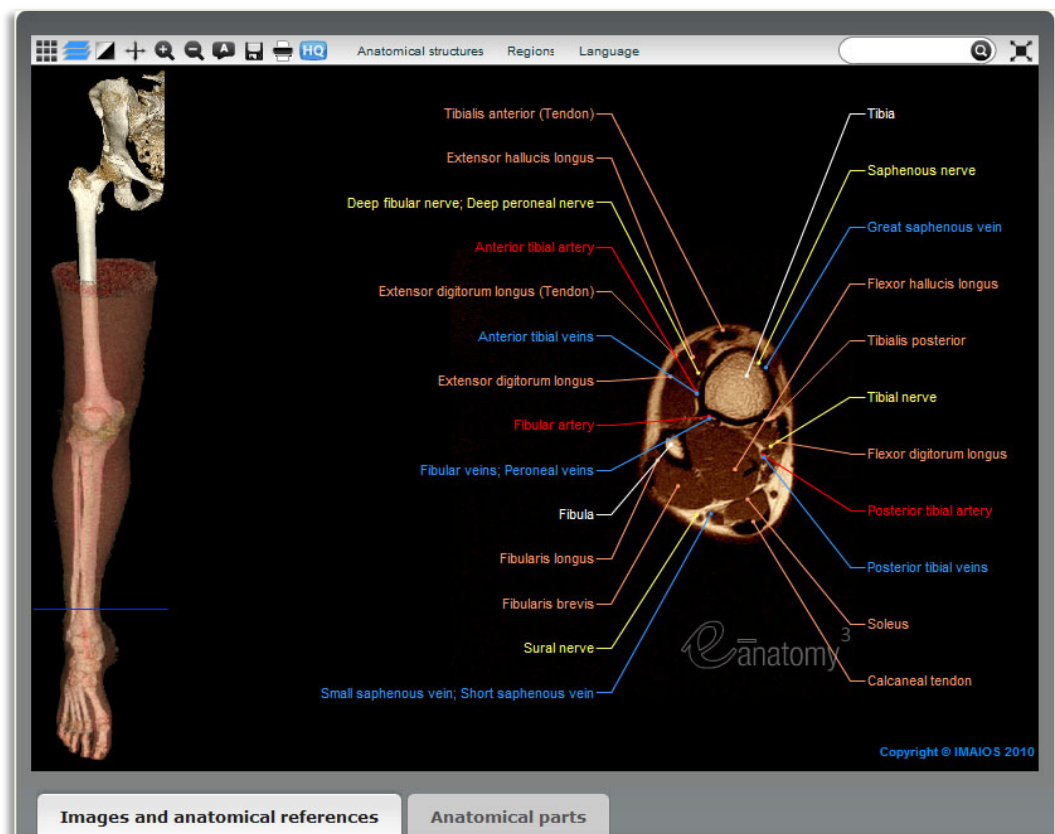 A HQ Anatomical structures Regions Language
Tibialis anterior (Tendon)
Extensor hallucis longus
Deep fibular nerve; Deep peroneal nerve
Anterior tibial artery
Extensor digitorum longus (Tendon)
Anterior tibial veins
Extensor digitorum longus
Fibular artery
Fibular veins; Peroneal veins
Fibula
Fibularis longus
Fibularis brevis
Sural nerve
Small saphenous vein; Short saphenous vein
Tibia
Saphenous nerve
Great saphenous vein
Flexor hallucis longus
Tibialis posterior
Tibial nerve
Flexor digitorum longus
Posterior tibial artery
Posterior tibial veins
Soleus
Calcaneal tendon
e-ānatomy 3
Copyright © IMAIOS 2010
Images and anatomical references
Anatomical parts